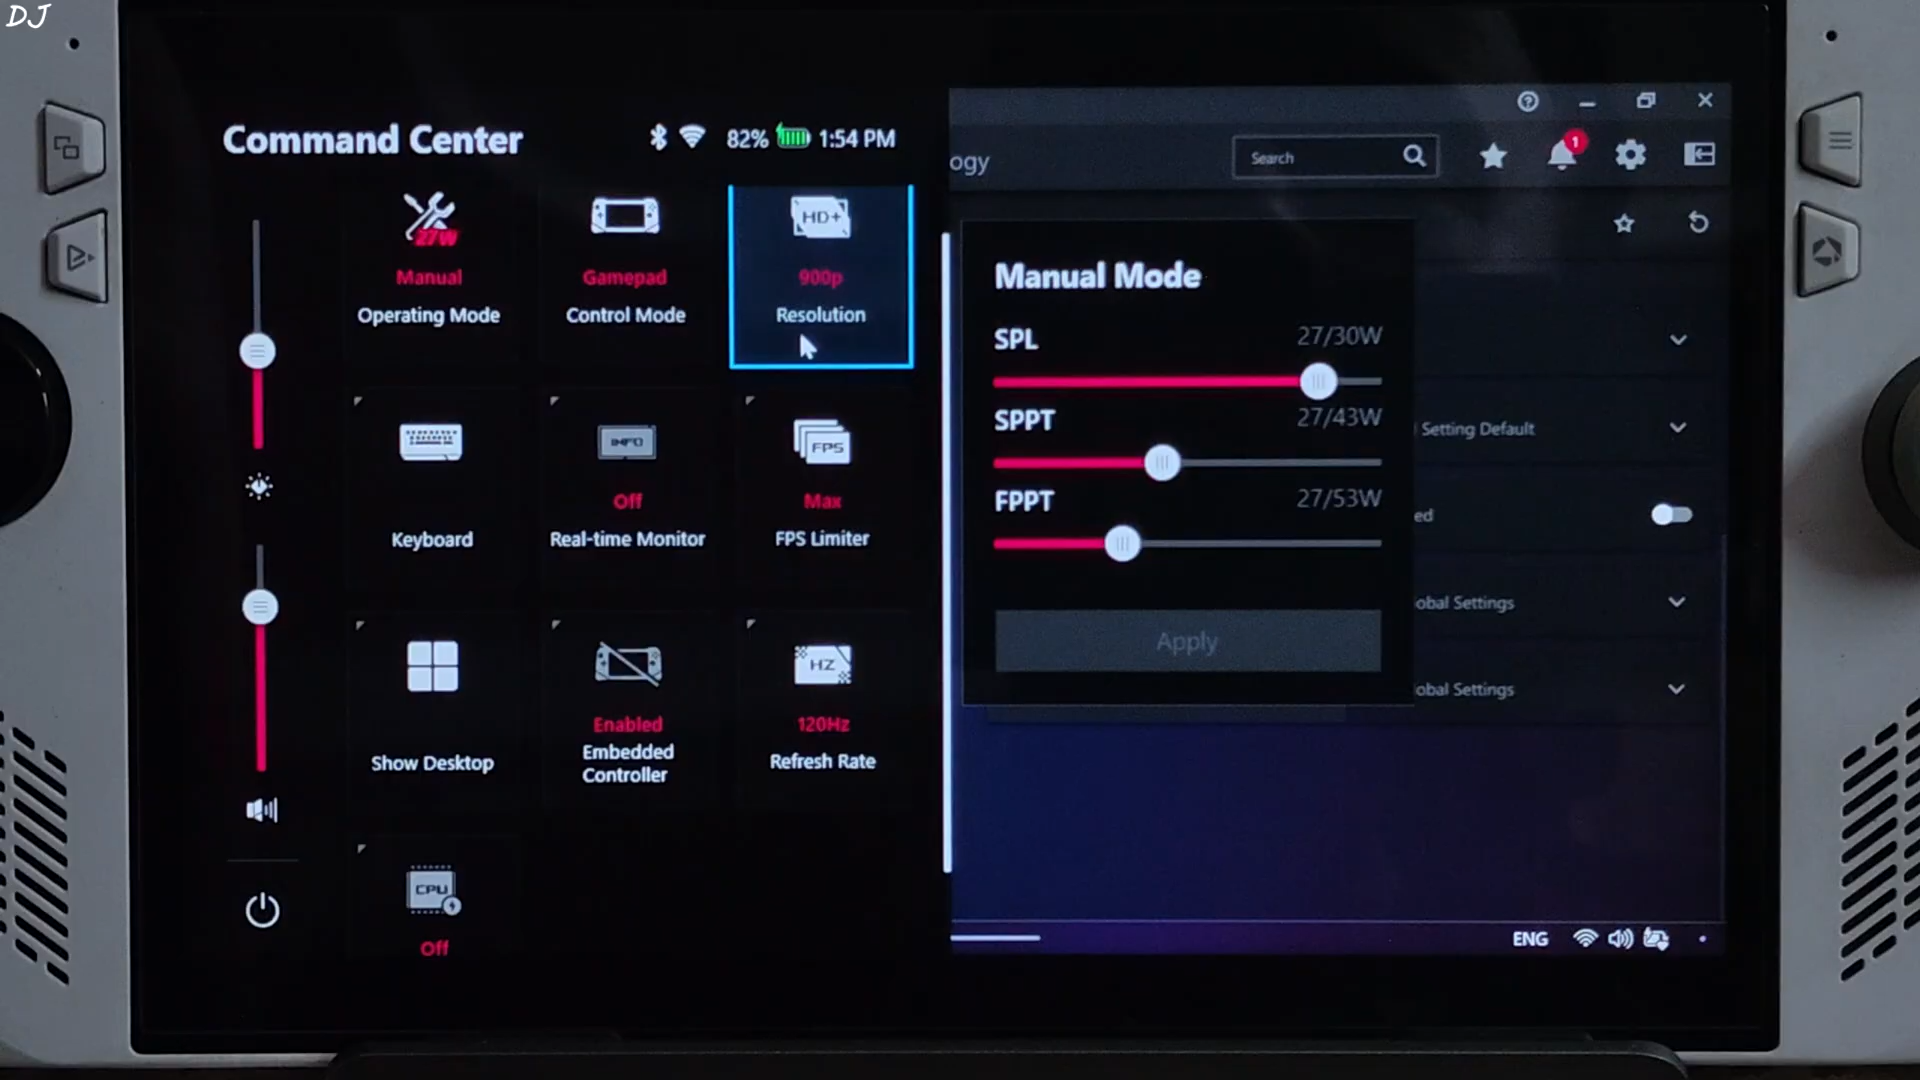 DJ
Command Center
82%
1:54 PM
27W
Manual
Operating Mode
Gamepad
Control Mode
HD+
900p
Resolution
Keyboard
INFO
Off
Real-time Monitor
FPS
Max
FPS Limiter
Show Desktop
Enabled
Embedded
Controller
HZ
120Hz
Refresh Rate
CPU
Off
ogy
Search
1
Manual Mode
SPL 27/30W
SPPT 27/43W
FPPT 27/53W
Apply
Setting Default
ed
obal Settings
obal Settings
ENG